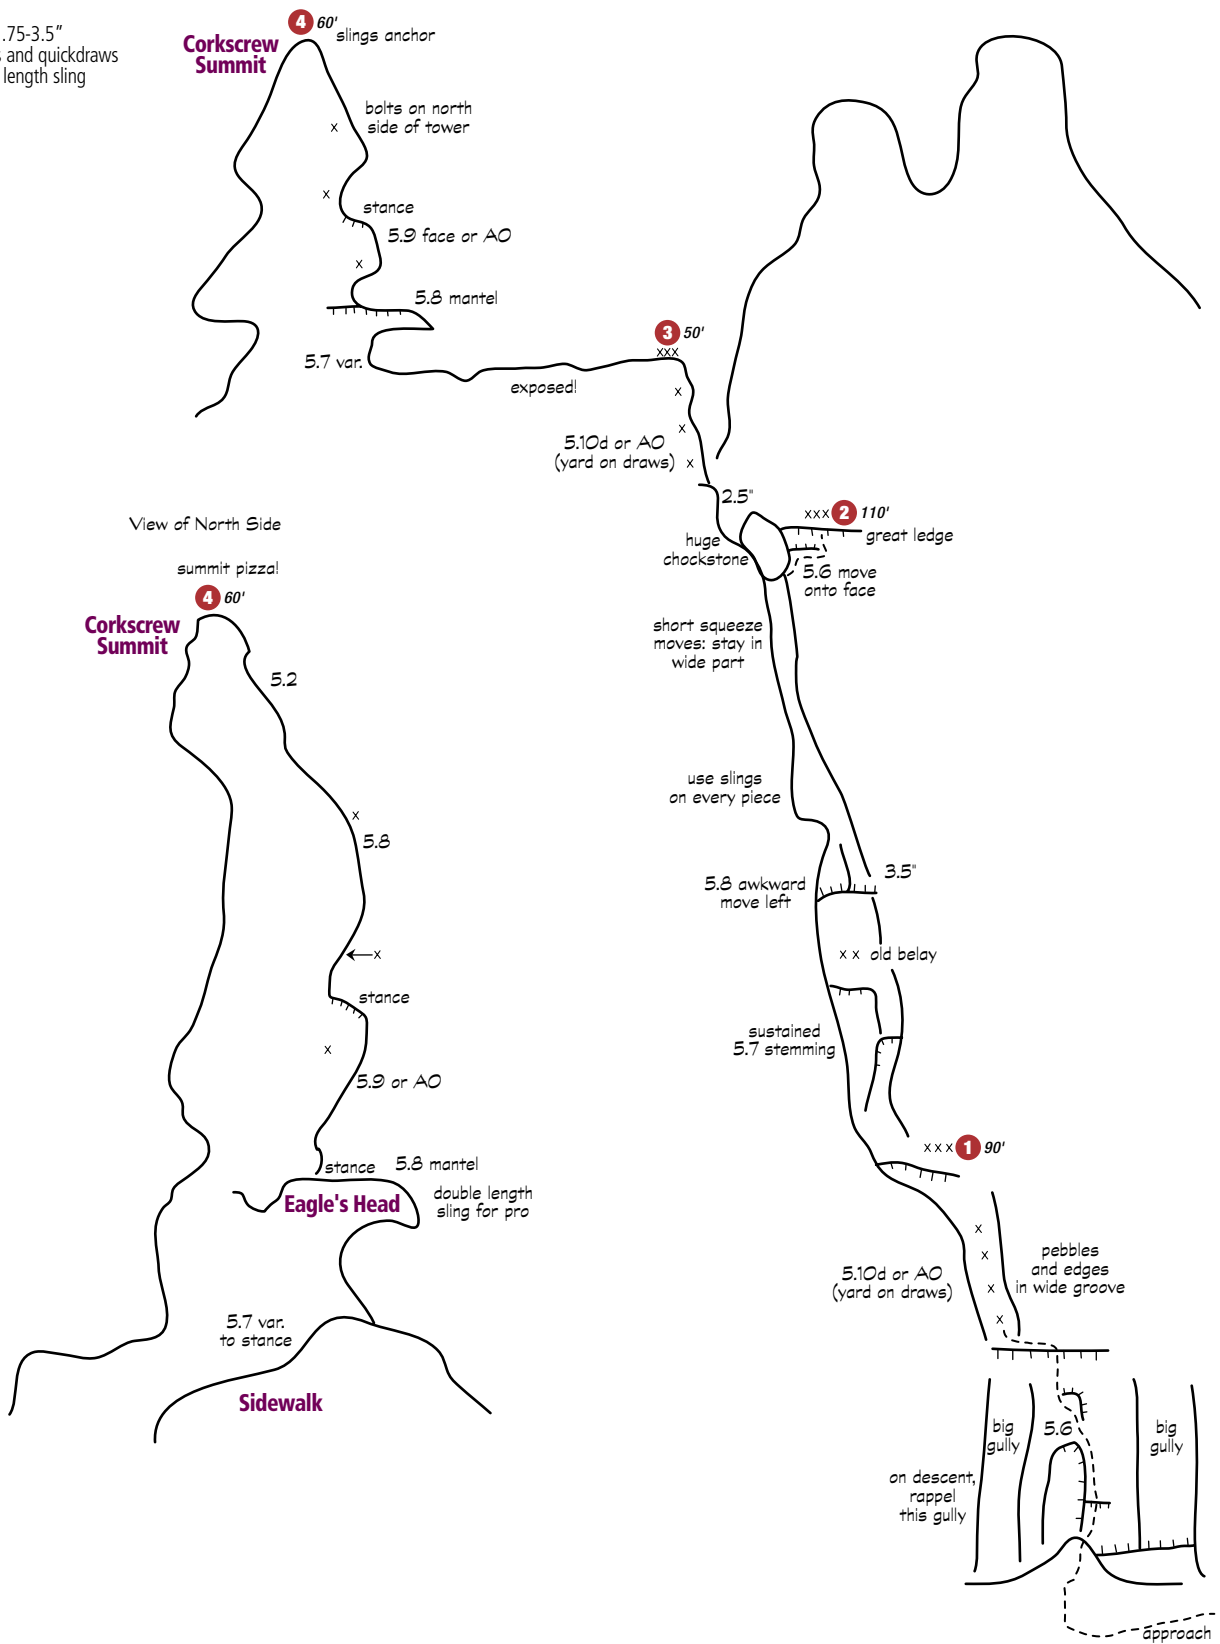 .75-3.5"
s and quickdraws
length sling
4 60'
slings anchor
Corkscrew
Summit
bolts on north
side of tower
x
x
stance
5.9 face or A0
x
5.8 mantel
5.7 var.
exposed!
3 50'
xxx
x
x
5.10d or A0
(yard on draws)
x
2.5"
xxx 2 110'
great ledge
huge
chockstone
5.6 move
onto face
short squeeze
moves: stay in
wide part
use slings
on every piece
3.5"
5.8 awkward
move left
x x old belay
sustained
5.7 stemming
x x x 1 90'
x
x
x
x
5.10d or A0
(yard on draws)
pebbles
and edges
in wide groove
big
gully
5.6
big
gully
on descent,
rappel
this gully
approach
View of North Side
summit pizza!
4 60'
Corkscrew
Summit
5.2
x
5.8
x
stance
x
5.9 or A0
stance
5.8 mantel
Eagle's Head
double length
sling for pro
5.7 var.
to stance
Sidewalk